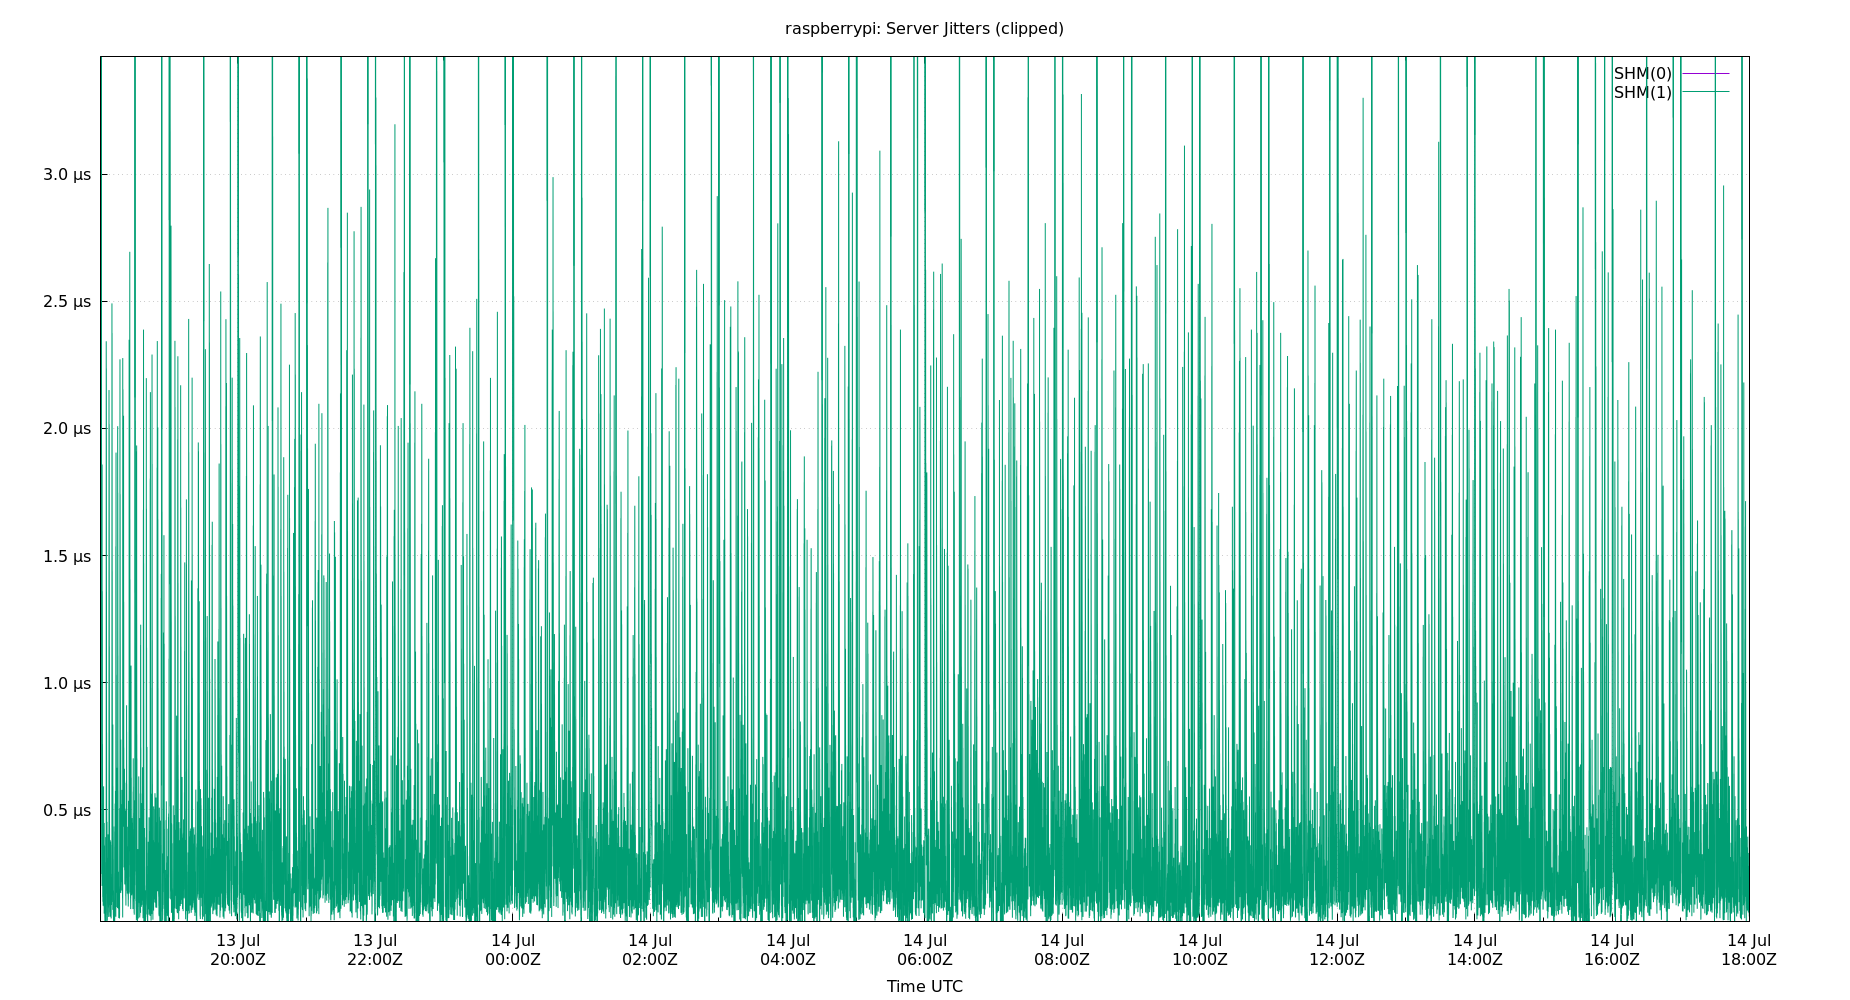 raspberrypi: Server Jitters (clipped)
SHM(0)
SHM(1)
3.0 µs
2.5 µs
2.0 µs
1.5 µs
1.0 µs
0.5 µs
13 Jul 13 Jul 14 Jul 14 Jul 14 Jul 14 Jul 14 Jul 14 Jul 14 Jul 14 Jul 14 Jul 14 Jul
20:00Z 22:00Z 00:00Z 02:00Z 04:00Z 06:00Z 08:00Z 10:00Z 12:00Z 14:00Z 16:00Z 18:00Z
Time UTC